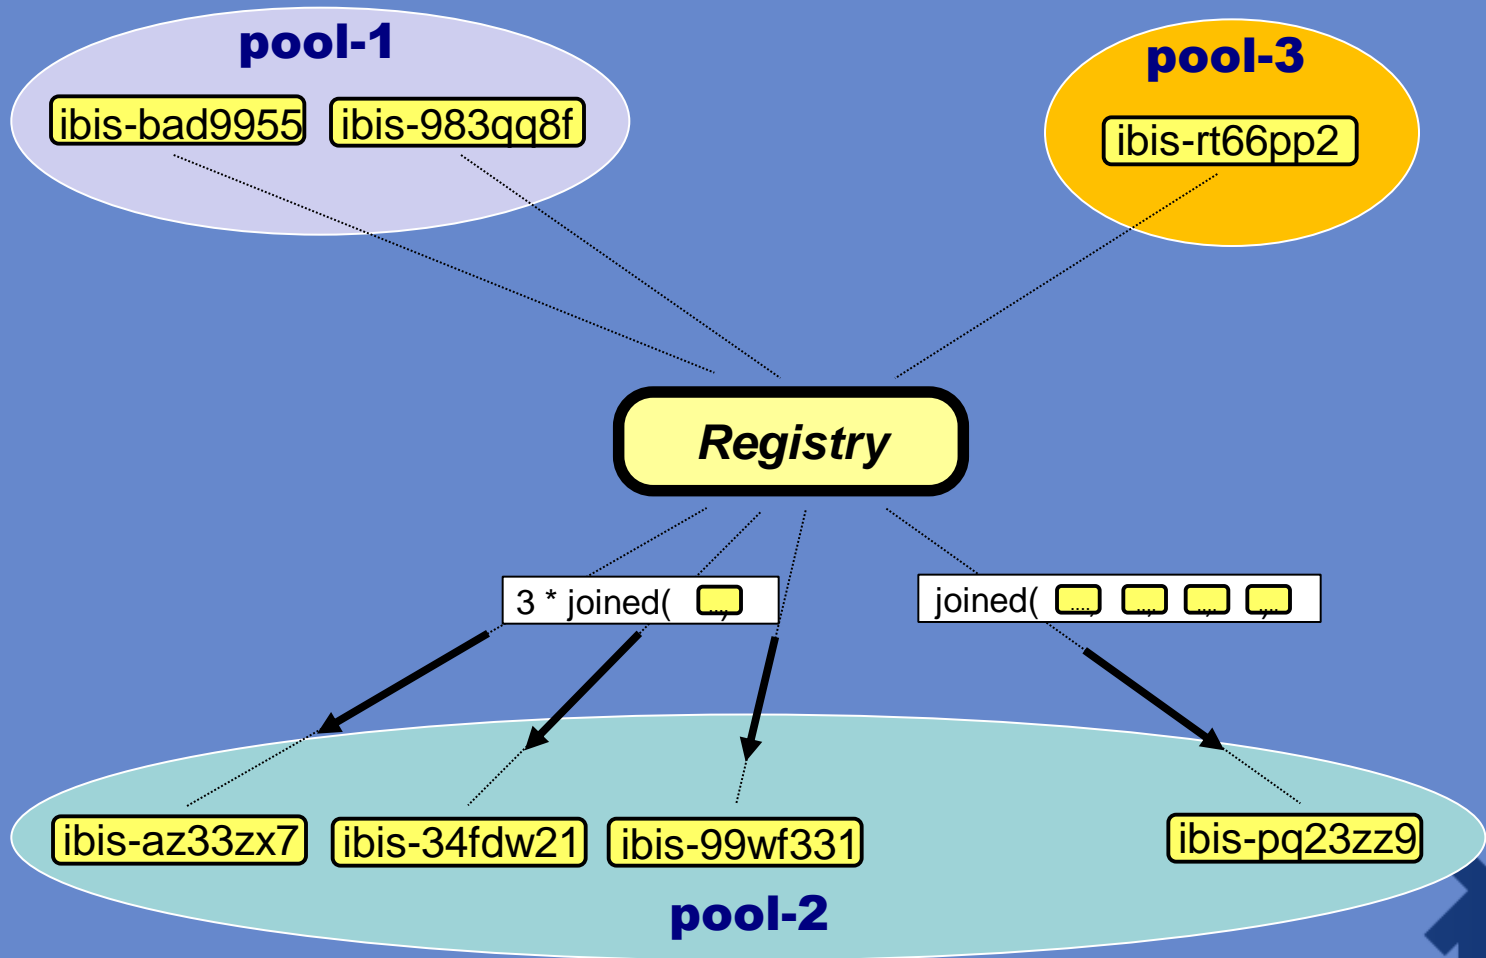 pool-1
pool-3
ibis-bad9955
ibis-983qq8f
ibis-rt66pp2
Registry
3 * joined(
joined(
ibis-az33zx7
ibis-34fdw21
ibis-99wf331
ibis-pq23zz9
pool-2